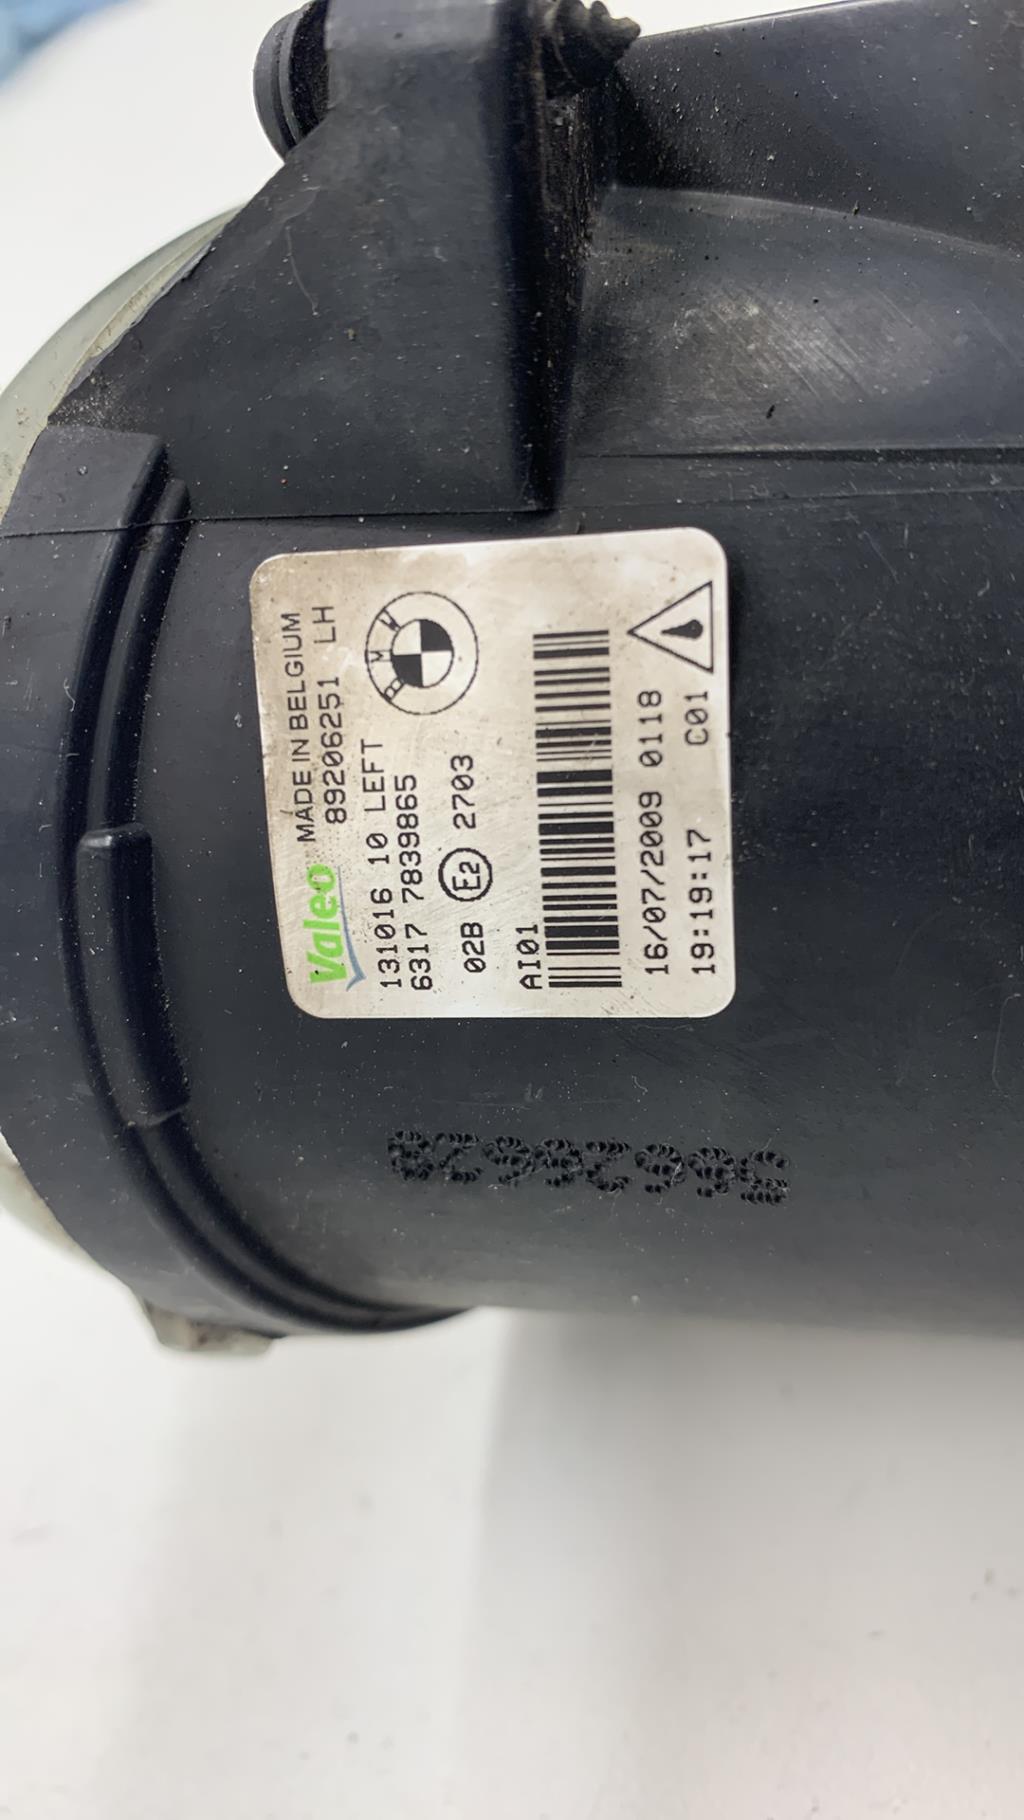 Valeo MADE IN BELGIUM
89206251 LH
131016 10 LEFT
6317 7839865
BMW
02B E2 2703
AI01
16/07/2009 0118
19:19:17 C01